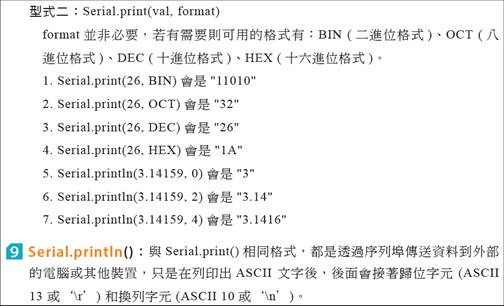 型式二：Serial.print(val, format)
format 並非必要，若有需要則可用的格式有：BIN（二進位格式）、OCT（八
進位格式）、DEC（十進位格式）、HEX（十六進位格式）。
1. Serial.print(26, BIN) 會是 "11010"
2. Serial.print(26, OCT) 會是 "32"
3. Serial.print(26, DEC) 會是 "26"
4. Serial.print(26, HEX) 會是 "1A"
5. Serial.println(3.14159, 0) 會是 "3"
6. Serial.println(3.14159, 2) 會是 "3.14"
7. Serial.println(3.14159, 4) 會是 "3.1416"
9 Serial.println()：與 Serial.print() 相同格式，都是透過序列埠傳送資料到外部
的電腦或其他裝置，只是在列印出 ASCII 文字後，後面會接著歸位字元 (ASCII
13 或‘\r’) 和換列字元 (ASCII 10 或‘\n’)。